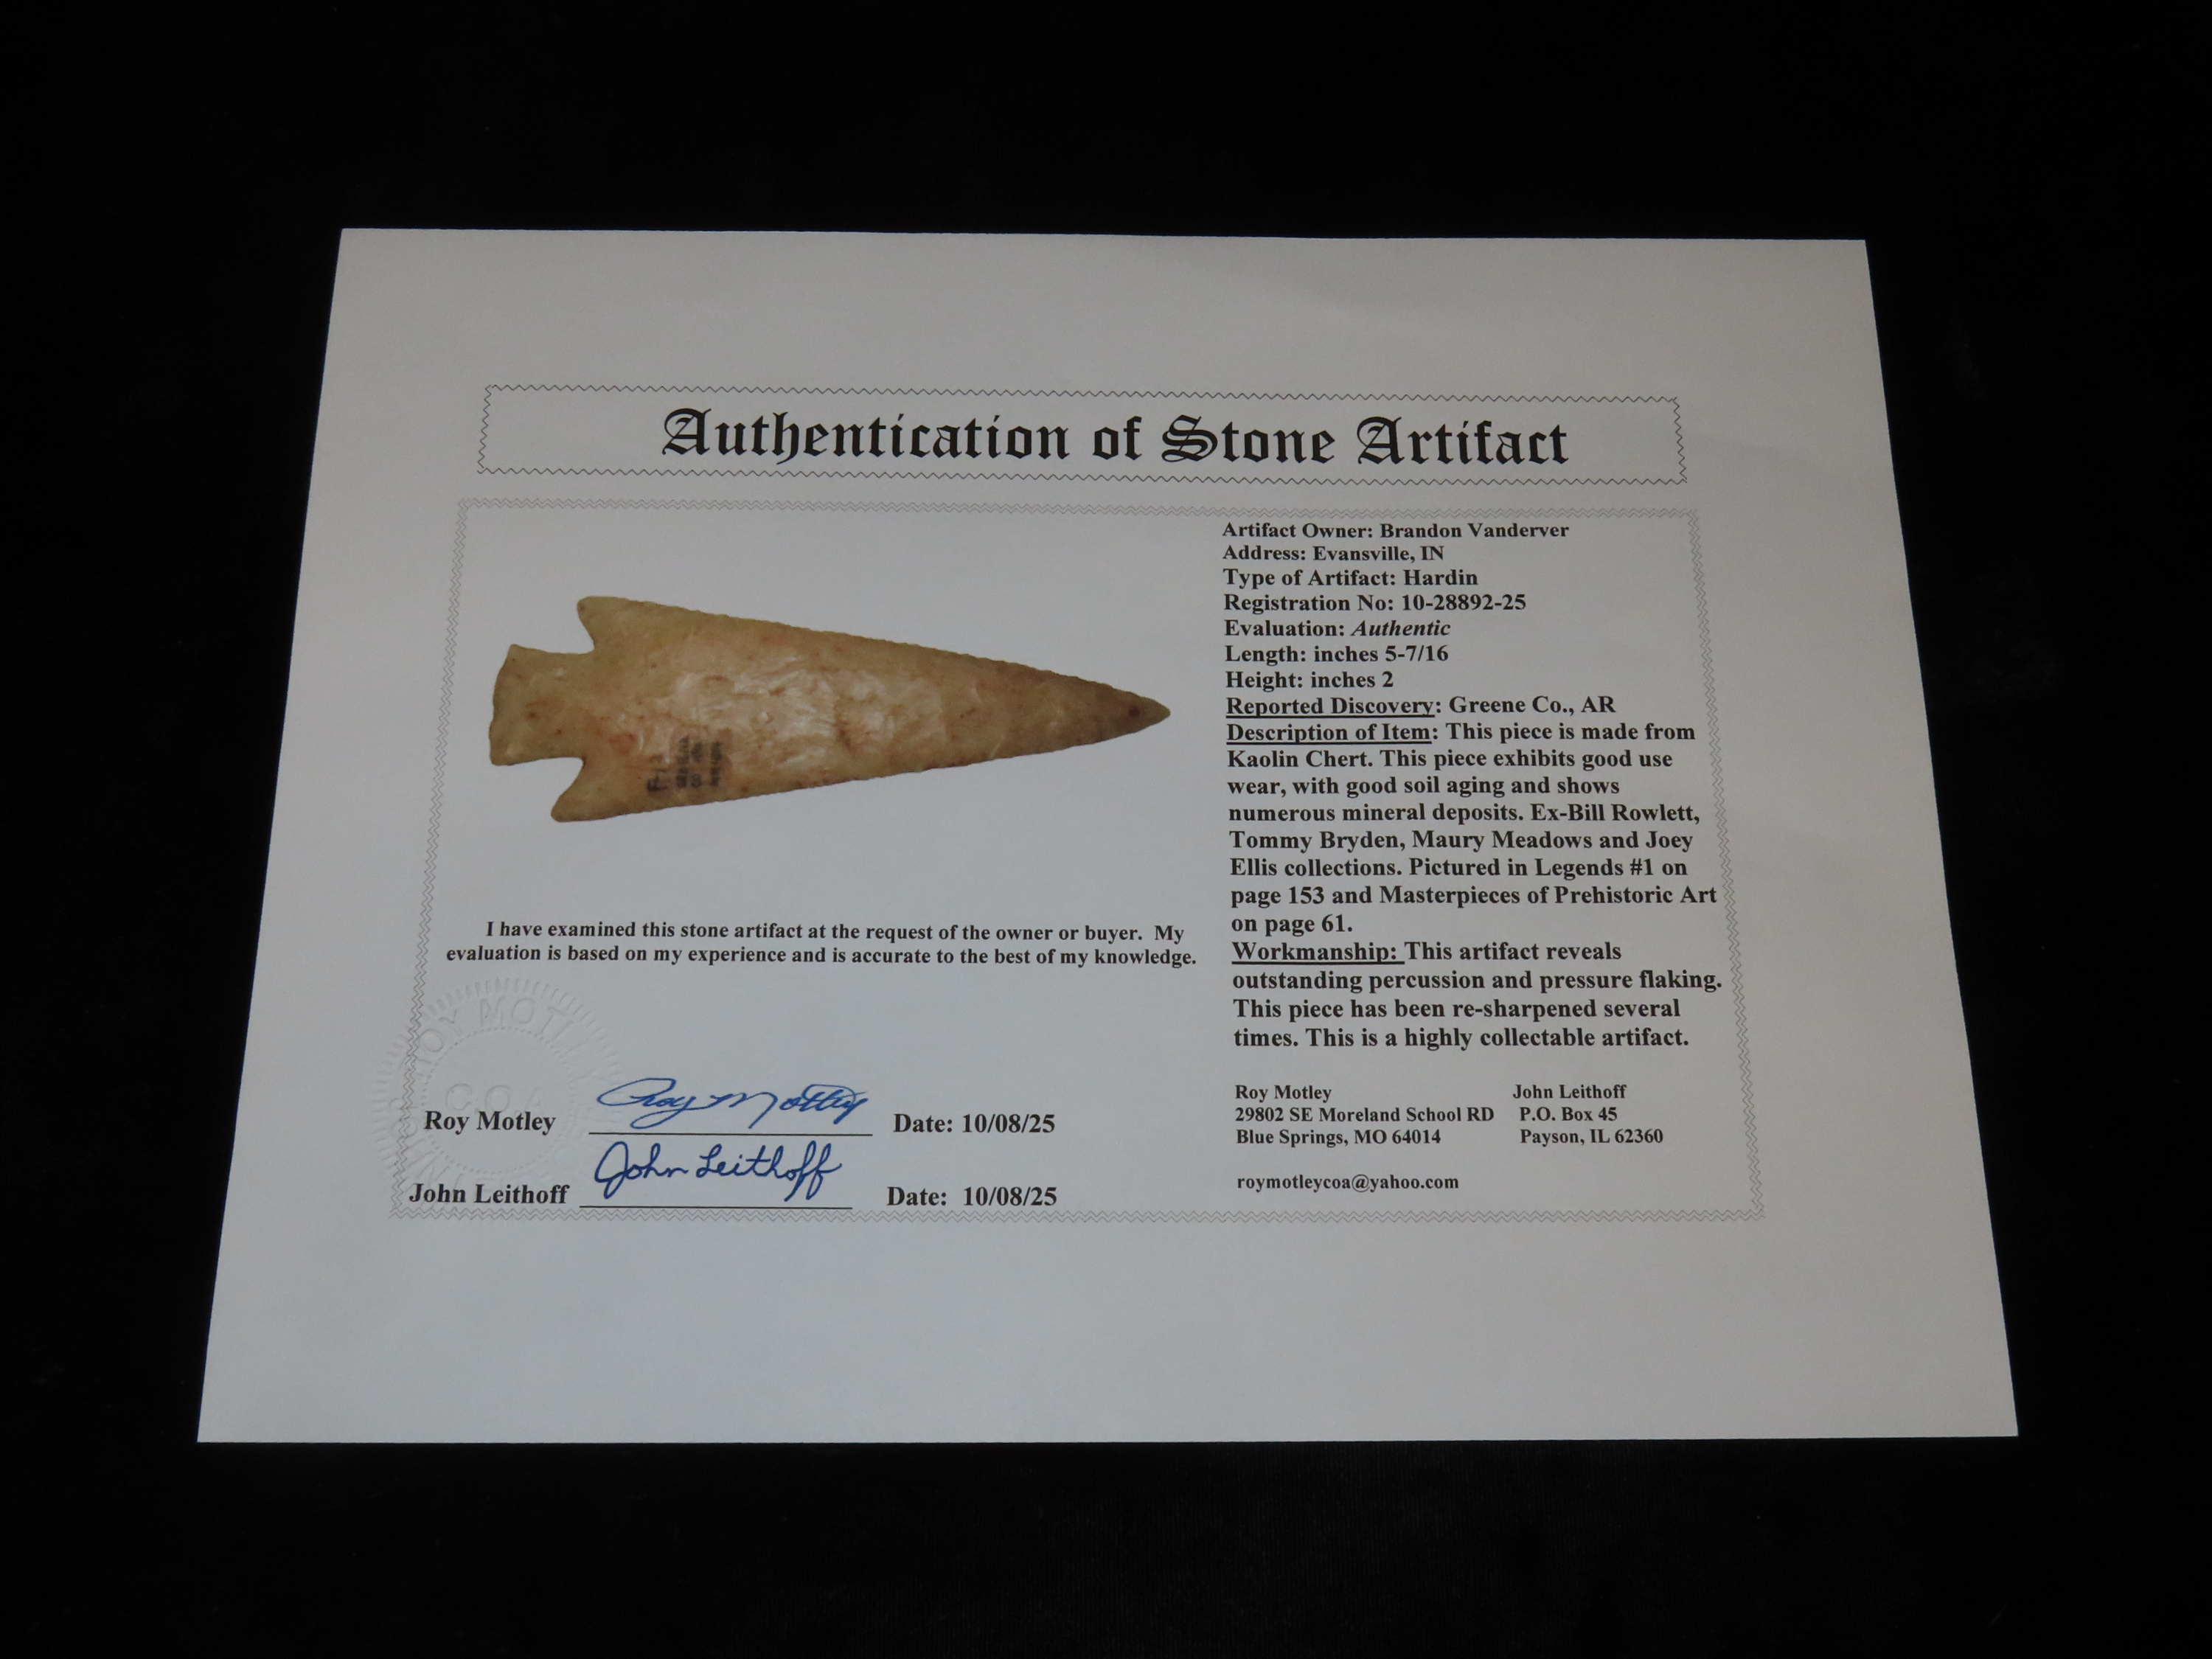 Authentication of Stone Artifact
Artifact Owner: Brandon Vanderver
Address: Evansville, IN
Type of Artifact: Hardin
Registration No: 10-28892-25
Evaluation: Authentic
Length: inches 5-7/16
Height: inches 2
Reported Discovery: Greene Co., AR
Description of Item: This piece is made from
Kaolin Chert. This piece exhibits good use
wear, with good soil aging and shows
numerous mineral deposits. Ex-Bill Rowlett,
Tommy Bryden, Maury Meadows and Joey
Ellis collections. Pictured in Legends #1 on
page 153 and Masterpieces of Prehistoric Art
on page 61.
Workmanship: This artifact reveals
outstanding percussion and pressure flaking.
This piece has been re-sharpened several
times. This is a highly collectable artifact.
I have examined this stone artifact at the request of the owner or buyer. My
evaluation is based on my experience and is accurate to the best of my knowledge.
ROY MOTLEY
COA
Roy Motley Roy Motley Date: 10/08/25
John Leithoff John Leithoff Date: 10/08/25
Roy Motley John Leithoff
29802 SE Moreland School RD P.O. Box 45
Blue Springs, MO 64014 Payson, IL 62360
roymotleycoa@yahoo.com